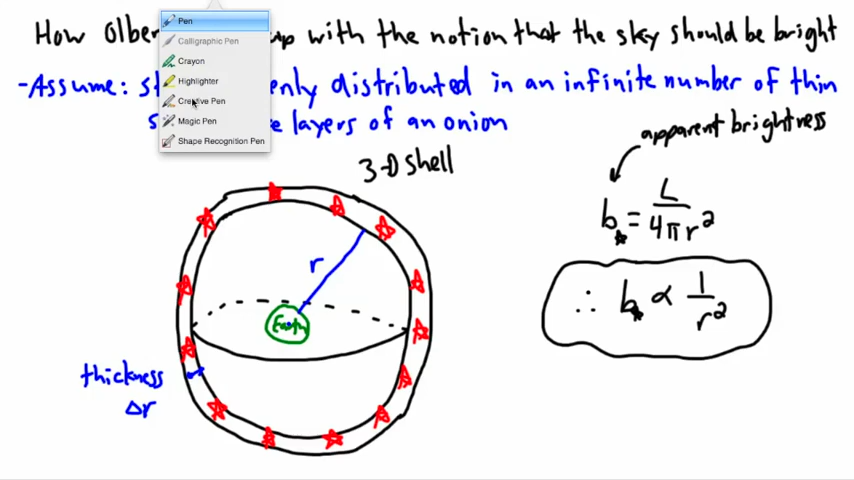 How Olber up with the notion that the sky should be bright
Pen
Calligraphic Pen
Crayon
Highlighter
Creative Pen
Magic Pen
Shape Recognition Pen
-Assume: st enly distributed in an infinite number of thin
s e layers of an onion
3-D shell
apparent brightness
b★ = L / 4πr²
∴ b★ ∝ 1 / r²
r
Earth
thickness
Δr